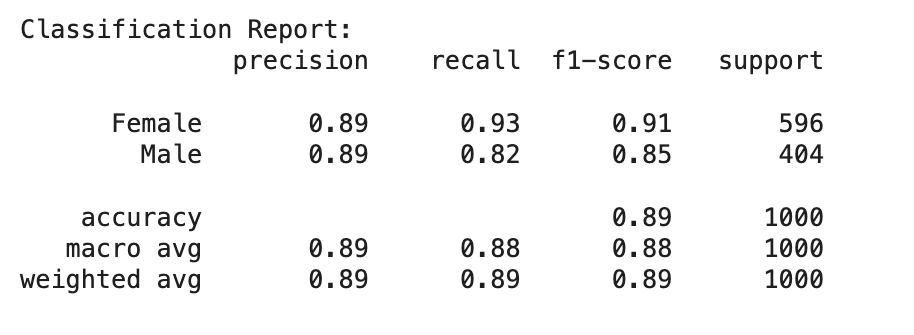 Classification Report:
precision recall f1-score support
Female 0.89 0.93 0.91 596
Male 0.89 0.82 0.85 404
accuracy 0.89 1000
macro avg 0.89 0.88 0.88 1000
weighted avg 0.89 0.89 0.89 1000